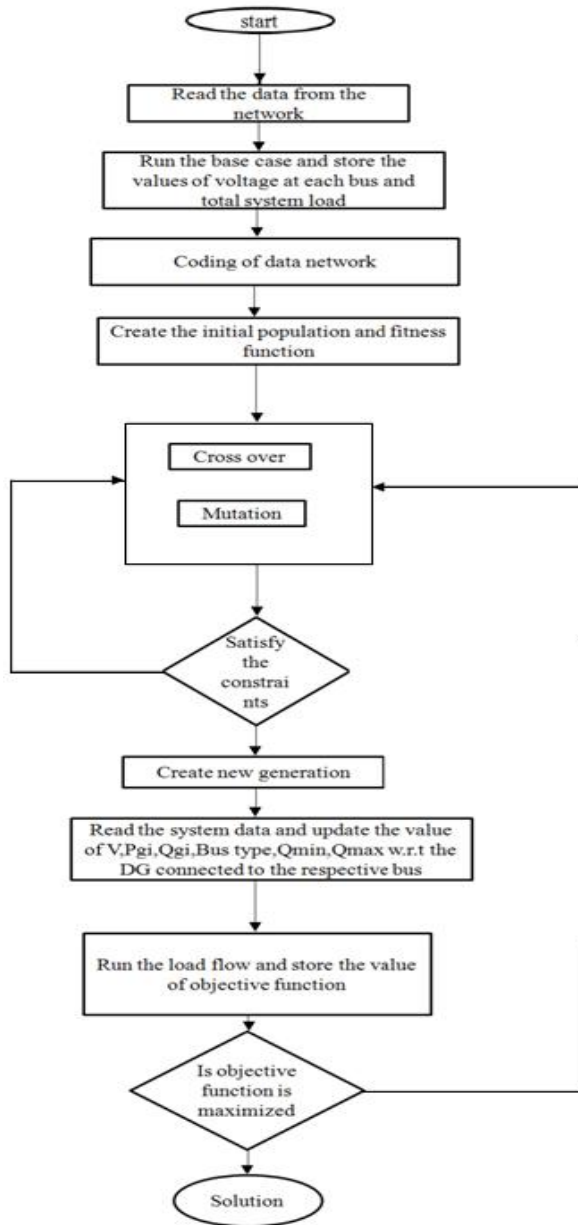 start
Read the data from the
network
Run the base case and store the
values of voltage at each bus and
total system load
Coding of data network
Create the initial population and fitness
function
Cross over
Mutation
Satisfy
the
constrai
nts
Create new generation
Read the system data and update the value
of V,Pgi,Qgi,Bus type,Qmin,Qmax w.r.t the
DG connected to the respective bus
Run the load flow and store the value
of objective function
Is objective
function is
maximized
Solution